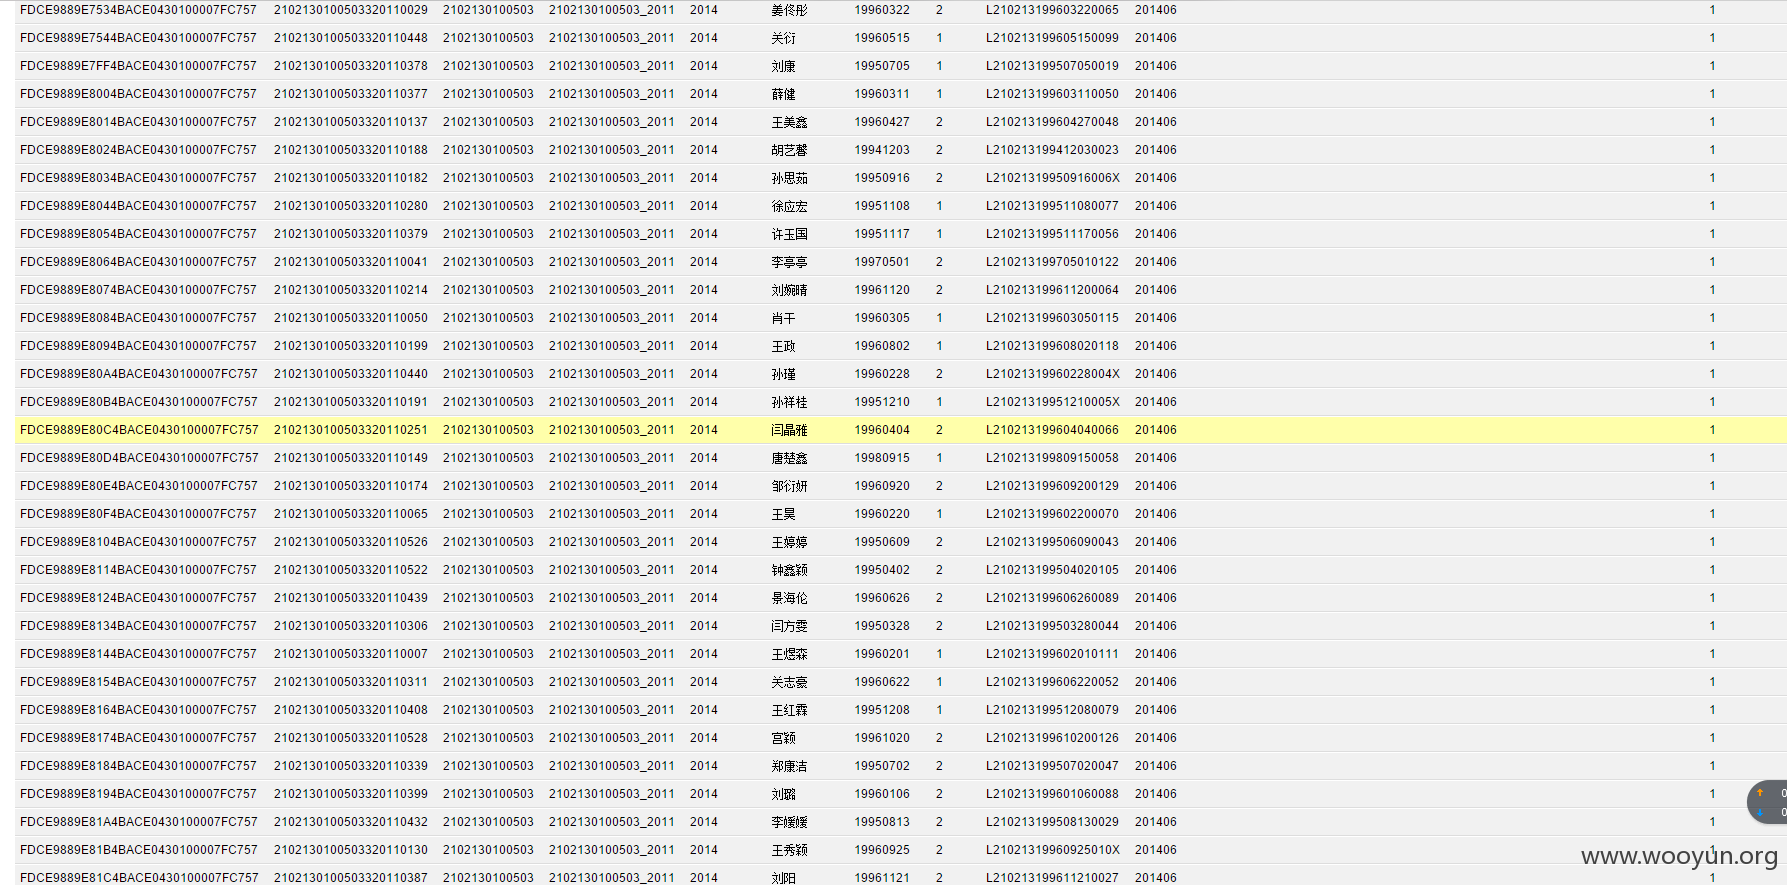 FDCE9889E7534BACE0430100007FC757 2102130100503320110029 2102130100503 2102130100503_2011 2014 姜佟彤 19960322 2 L210213199603220065 201406 1
FDCE9889E7544BACE0430100007FC757 2102130100503320110448 2102130100503 2102130100503_2011 2014 关衍 19960515 1 L210213199605150099 201406 1
FDCE9889E7FF4BACE0430100007FC757 2102130100503320110378 2102130100503 2102130100503_2011 2014 刘康 19950705 1 L210213199507050019 201406 1
FDCE9889E8004BACE0430100007FC757 2102130100503320110377 2102130100503 2102130100503_2011 2014 薛健 19960311 1 L210213199603110050 201406 1
FDCE9889E8014BACE0430100007FC757 2102130100503320110137 2102130100503 2102130100503_2011 2014 王美鑫 19960427 2 L210213199604270048 201406 1
FDCE9889E8024BACE0430100007FC757 2102130100503320110188 2102130100503 2102130100503_2011 2014 胡艺馨 19941203 2 L210213199412030023 201406 1
FDCE9889E8034BACE0430100007FC757 2102130100503320110182 2102130100503 2102130100503_2011 2014 孙思茹 19950916 2 L21021319950916006X 201406 1
FDCE9889E8044BACE0430100007FC757 2102130100503320110280 2102130100503 2102130100503_2011 2014 徐应宏 19951108 1 L210213199511080077 201406 1
FDCE9889E8054BACE0430100007FC757 2102130100503320110379 2102130100503 2102130100503_2011 2014 许玉国 19951117 1 L210213199511170056 201406 1
FDCE9889E8064BACE0430100007FC757 2102130100503320110041 2102130100503 2102130100503_2011 2014 李亭亭 19970501 2 L210213199705010122 201406 1
FDCE9889E8074BACE0430100007FC757 2102130100503320110214 2102130100503 2102130100503_2011 2014 刘婉晴 19961120 2 L210213199611200064 201406 1
FDCE9889E8084BACE0430100007FC757 2102130100503320110050 2102130100503 2102130100503_2011 2014 肖干 19960305 1 L210213199603050115 201406 1
FDCE9889E8094BACE0430100007FC757 2102130100503320110199 2102130100503 2102130100503_2011 2014 王政 19960802 1 L210213199608020118 201406 1
FDCE9889E80A4BACE0430100007FC757 2102130100503320110440 2102130100503 2102130100503_2011 2014 孙瑾 19960228 2 L21021319960228004X 201406 1
FDCE9889E80B4BACE0430100007FC757 2102130100503320110191 2102130100503 2102130100503_2011 2014 孙祥桂 19951210 1 L21021319951210005X 201406 1
FDCE9889E80C4BACE0430100007FC757 2102130100503320110251 2102130100503 2102130100503_2011 2014 闫晶雅 19960404 2 L210213199604040066 201406 1
FDCE9889E80D4BACE0430100007FC757 2102130100503320110149 2102130100503 2102130100503_2011 2014 唐楚鑫 19980915 1 L210213199809150058 201406 1
FDCE9889E80E4BACE0430100007FC757 2102130100503320110174 2102130100503 2102130100503_2011 2014 邹衍妍 19960920 2 L210213199609200129 201406 1
FDCE9889E80F4BACE0430100007FC757 2102130100503320110065 2102130100503 2102130100503_2011 2014 王昊 19960220 1 L210213199602200070 201406 1
FDCE9889E8104BACE0430100007FC757 2102130100503320110526 2102130100503 2102130100503_2011 2014 王婷婷 19950609 2 L210213199506090043 201406 1
FDCE9889E8114BACE0430100007FC757 2102130100503320110522 2102130100503 2102130100503_2011 2014 钟鑫颖 19950402 2 L210213199504020105 201406 1
FDCE9889E8124BACE0430100007FC757 2102130100503320110439 2102130100503 2102130100503_2011 2014 景海伦 19960626 2 L210213199606260089 201406 1
FDCE9889E8134BACE0430100007FC757 2102130100503320110306 2102130100503 2102130100503_2011 2014 闫方雯 19950328 2 L210213199503280044 201406 1
FDCE9889E8144BACE0430100007FC757 2102130100503320110007 2102130100503 2102130100503_2011 2014 王煜森 19960201 1 L210213199602010111 201406 1
FDCE9889E8154BACE0430100007FC757 2102130100503320110311 2102130100503 2102130100503_2011 2014 关志豪 19960622 1 L210213199606220052 201406 1
FDCE9889E8164BACE0430100007FC757 2102130100503320110408 2102130100503 2102130100503_2011 2014 王红霖 19951208 1 L210213199512080079 201406 1
FDCE9889E8174BACE0430100007FC757 2102130100503320110528 2102130100503 2102130100503_2011 2014 宫颖 19961020 2 L210213199610200126 201406 1
FDCE9889E8184BACE0430100007FC757 2102130100503320110339 2102130100503 2102130100503_2011 2014 郑康洁 19950702 2 L210213199507020047 201406 1
FDCE9889E8194BACE0430100007FC757 2102130100503320110399 2102130100503 2102130100503_2011 2014 刘璐 19960106 2 L210213199601060088 201406 1 0
FDCE9889E81A4BACE0430100007FC757 2102130100503320110432 2102130100503 2102130100503_2011 2014 李媛媛 19950813 2 L210213199508130029 201406 1 0
FDCE9889E81B4BACE0430100007FC757 2102130100503320110130 2102130100503 2102130100503_2011 2014 王秀颖 19960925 2 L21021319960925010X 201406 1
www.wooyun.org
FDCE9889E81C4BACE0430100007FC757 2102130100503320110387 2102130100503 2102130100503_2011 2014 刘阳 19961121 2 L210213199611210027 201406 1